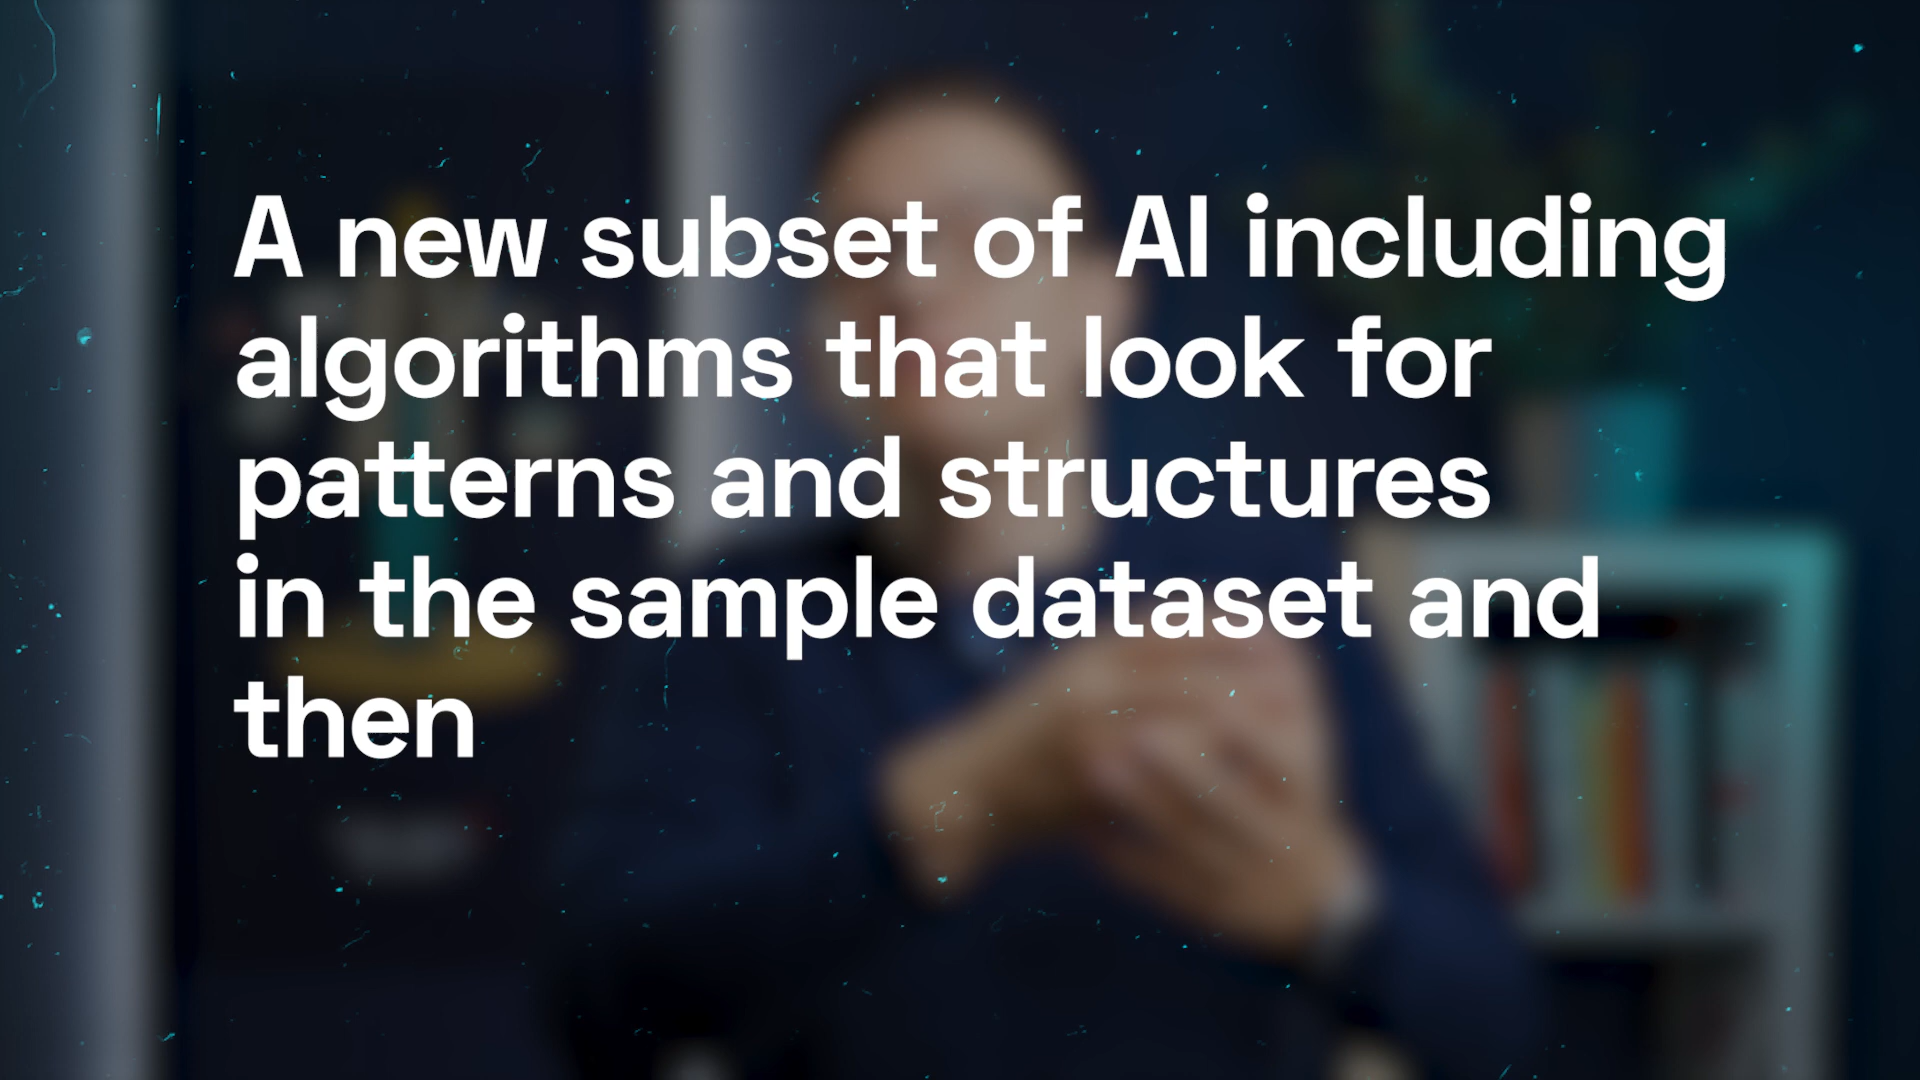 A new subset of AI including
algorithms that look for
patterns and structures
in the sample dataset and
then